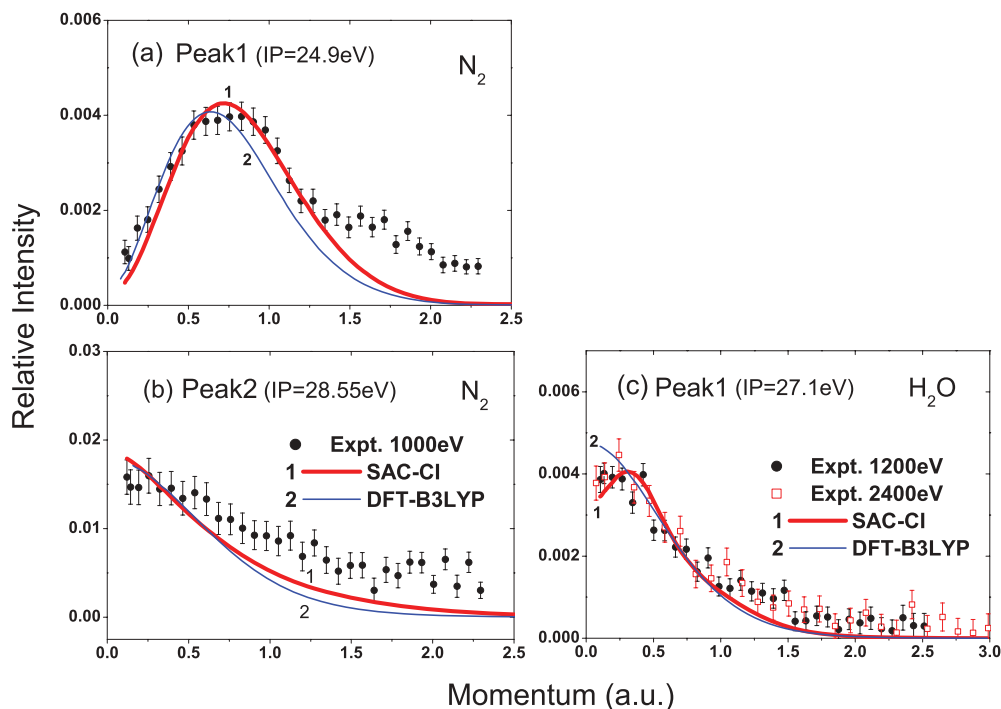 Relative Intensity
0.006
0.004
0.002
0.000
(a) Peak1 (IP=24.9eV)
N2
1
2
0.0 0.5 1.0 1.5 2.0 2.5
0.03
0.02
0.01
0.00
(b) Peak2 (IP=28.55eV) N2
Expt. 1000eV
1 SAC-CI
2 DFT-B3LYP
1
2
0.0 0.5 1.0 1.5 2.0 2.5
0.006
0.004
0.002
0.000
(c) Peak1 (IP=27.1eV) H2O
2
1
Expt. 1200eV
Expt. 2400eV
1 SAC-CI
2 DFT-B3LYP
0.0 0.5 1.0 1.5 2.0 2.5 3.0
Momentum (a.u.)